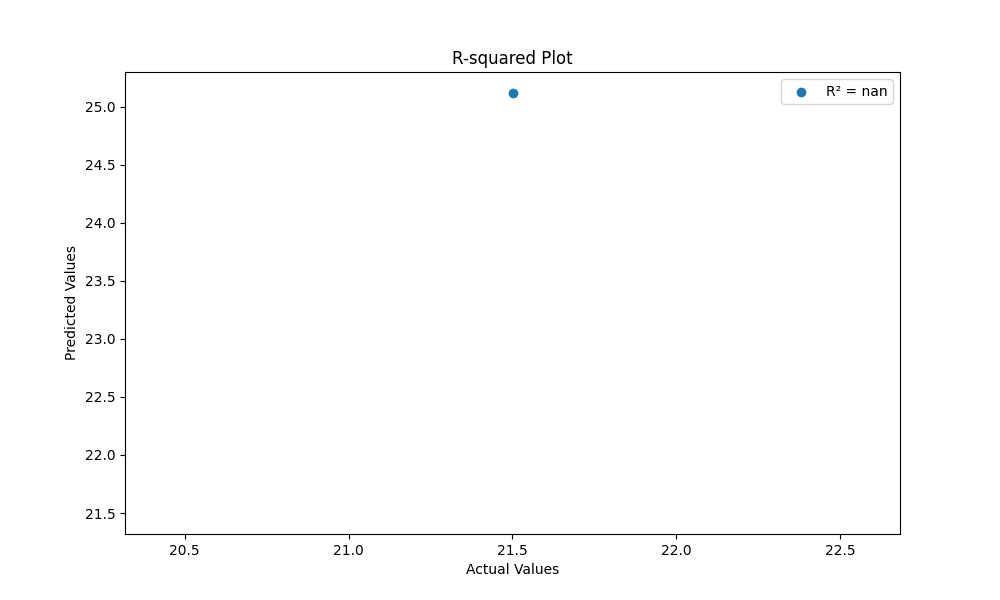 R-squared Plot
R² = nan
25.0
24.5
24.0
23.5
23.0
22.5
22.0
21.5
Predicted Values
20.5 21.0 21.5 22.0 22.5
Actual Values